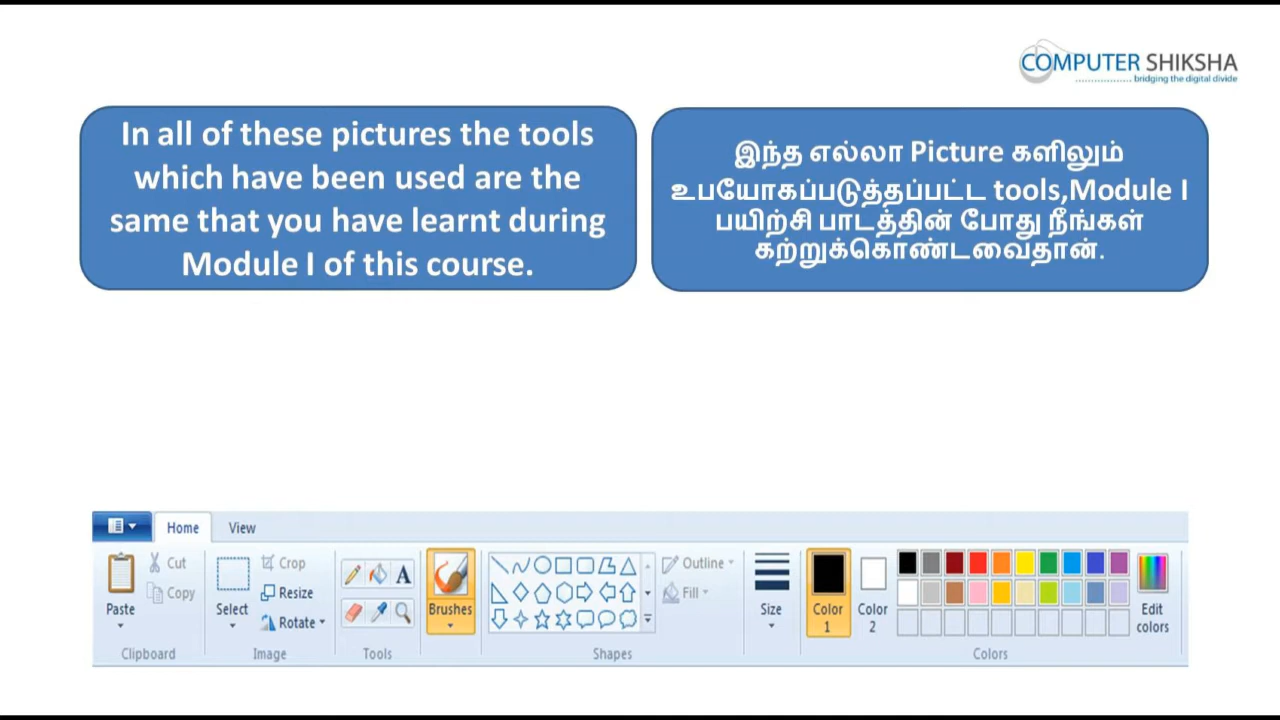 COMPUTER SHIKSHA
bridging the digital divide
In all of these pictures the tools
which have been used are the
same that you have learnt during
Module I of this course.
இந்த எல்லா Picture களிலும்
உபயோகப்படுத்தப்பட்ட tools,Module I
பயிற்சி பாடத்தின் போது நீங்கள்
கற்றுக்கொண்டவைதான்.
Home View
Cut
Copy
Paste
Clipboard
Select
Crop
Resize
Rotate
Image
A
Tools
Brushes
Outline
Fill
Shapes
Size
Color
1
Color
2
Edit
colors
Colors